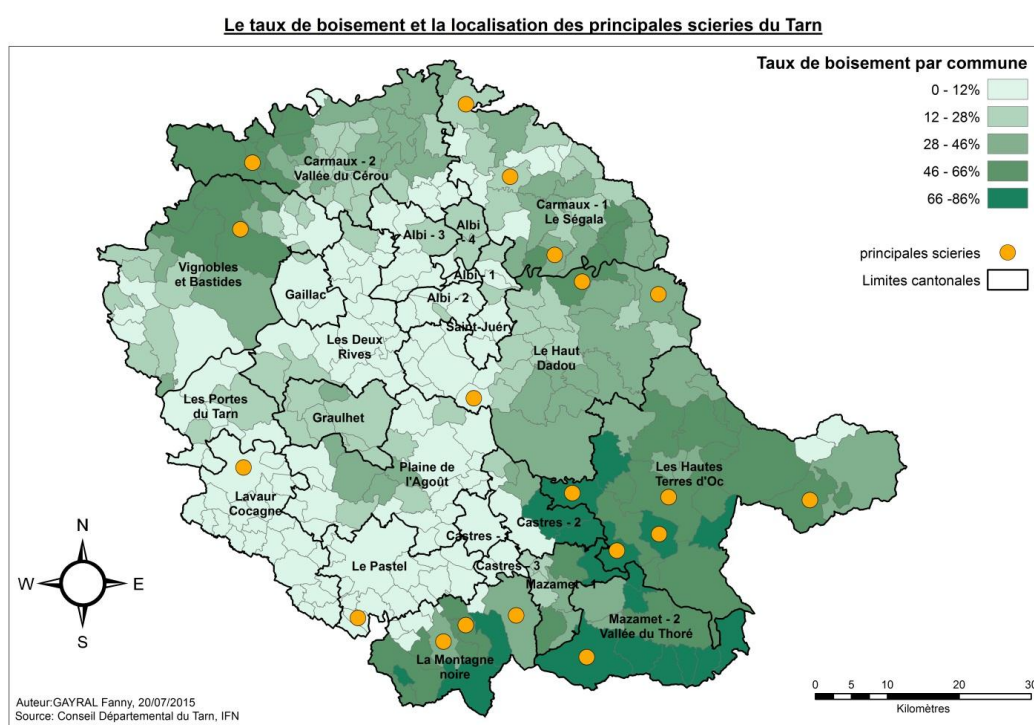 Le taux de boisement et la localisation des principales scieries du Tarn
Taux de boisement par commune
0 - 12%
12 - 28%
28 - 46%
46 - 66%
66 -86%
principales scieries
Limites cantonales
Carmaux - 2
Vallée du Cérou
Carmaux - 1
Le Ségala
Albi - 3
Albi
- 4
Vignobles
et Bastides
Gaillac
Albi - 1
Albi - 2
Saint-Juéry
Les Deux
Rives
Le Haut
Dadou
Les Portes
du Tarn
Graulhet
Plaine de
l'Agoût
Les Hautes
Terres d'Oc
Lavaur
Cocagne
Castres - 2
Castres -
Le Pastel
Castres - 3
Mazamet - 1
Mazamet - 2
Vallée du Thoré
La Montagne
noire
N
W
E
S
Auteur:GAYRAL Fanny, 20/07/2015
Source: Conseil Départemental du Tarn, IFN
0 5 10 20 30
Kilomètres